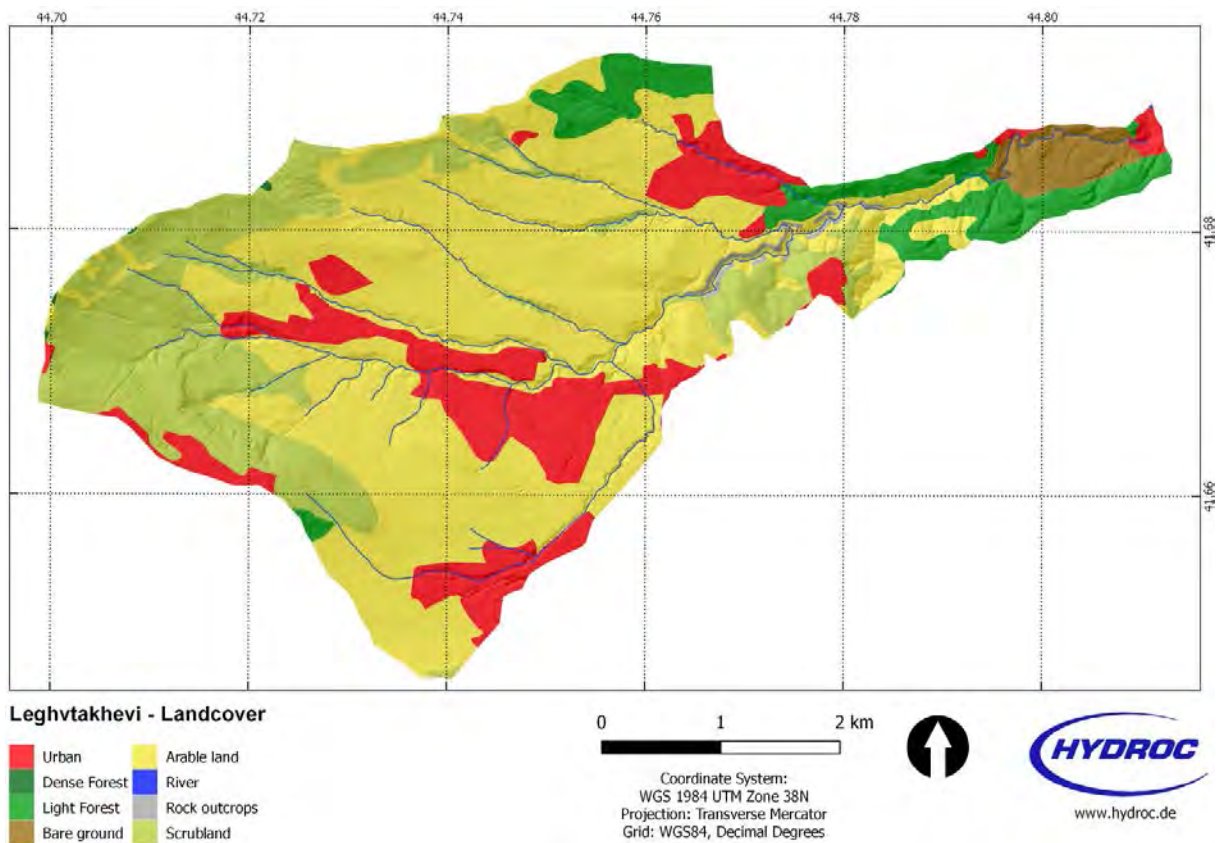 44.70 44.72 44.74 44.76 44.78 44.80
41.68
41.66
Leghvtakhevi - Landcover
Urban
Dense Forest
Light Forest
Bare ground
Arable land
River
Rock outcrops
Scrubland
0 1 2 km
Coordinate System:
WGS 1984 UTM Zone 38N
Projection: Transverse Mercator
Grid: WGS84, Decimal Degrees
HYDROC
www.hydroc.de